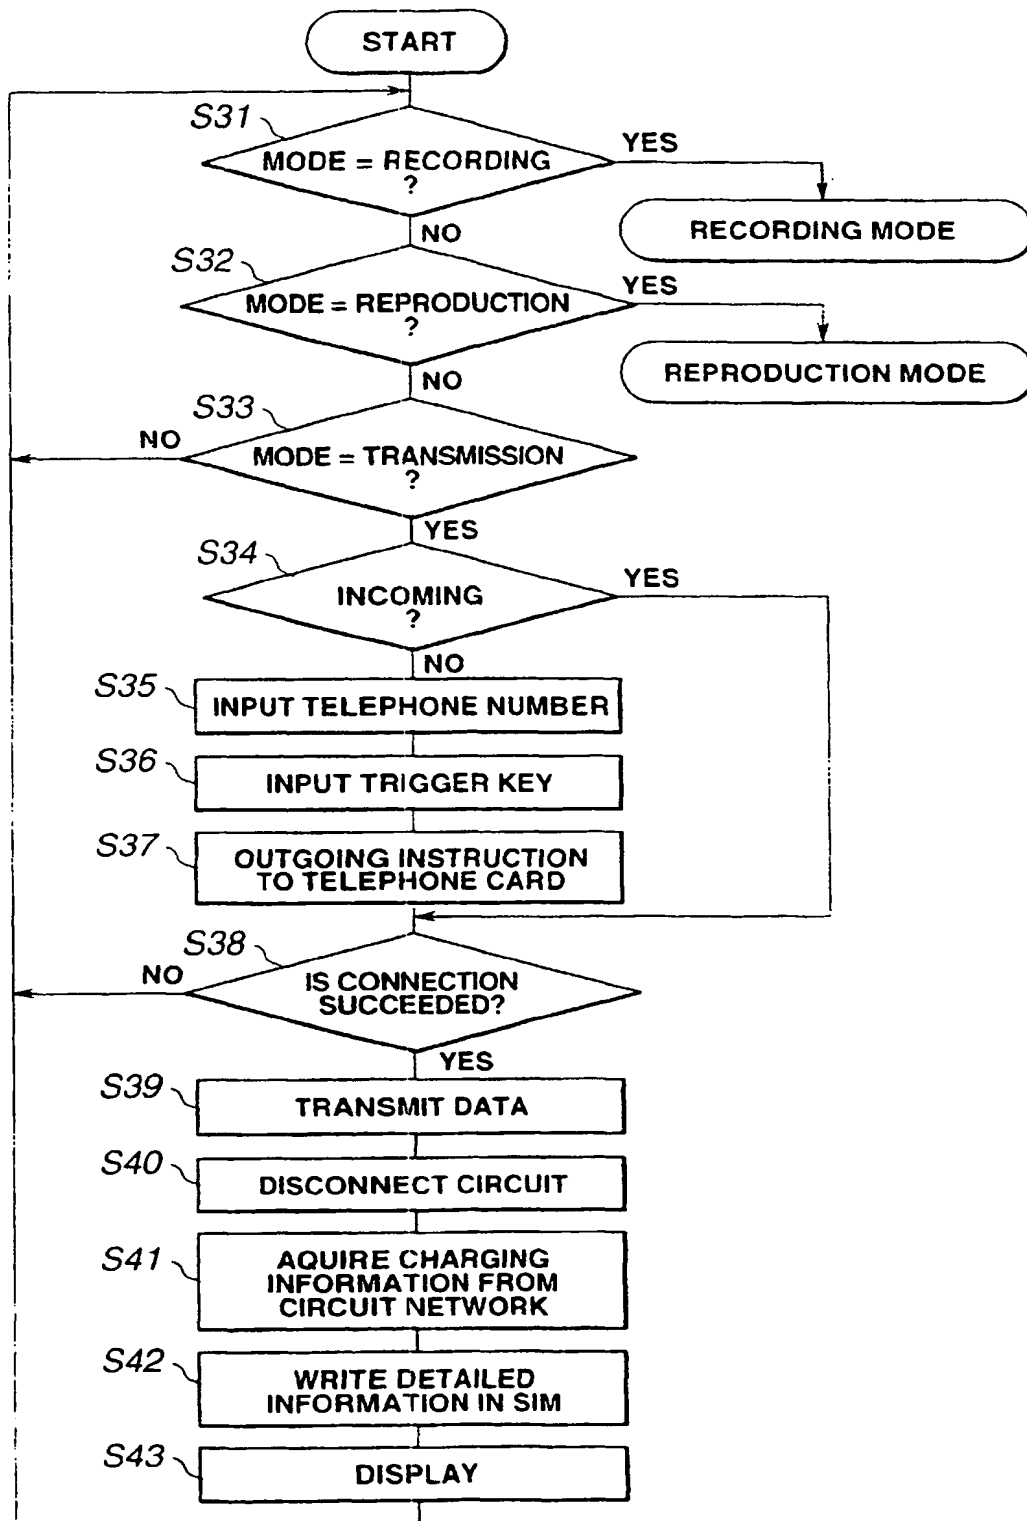 START
S31
MODE = RECORDING
?
YES
RECORDING MODE
NO
S32
MODE = REPRODUCTION
?
YES
REPRODUCTION MODE
NO
S33
NO
MODE = TRANSMISSION
?
YES
S34
INCOMING
?
YES
NO
S35
INPUT TELEPHONE NUMBER
S36
INPUT TRIGGER KEY
S37
OUTGOING INSTRUCTION
TO TELEPHONE CARD
S38
NO
IS CONNECTION
SUCCEEDED?
YES
S39
TRANSMIT DATA
S40
DISCONNECT CIRCUIT
S41
AQUIRE CHARGING
INFORMATION FROM
CIRCUIT NETWORK
S42
WRITE DETAILED
INFORMATION IN SIM
S43
DISPLAY